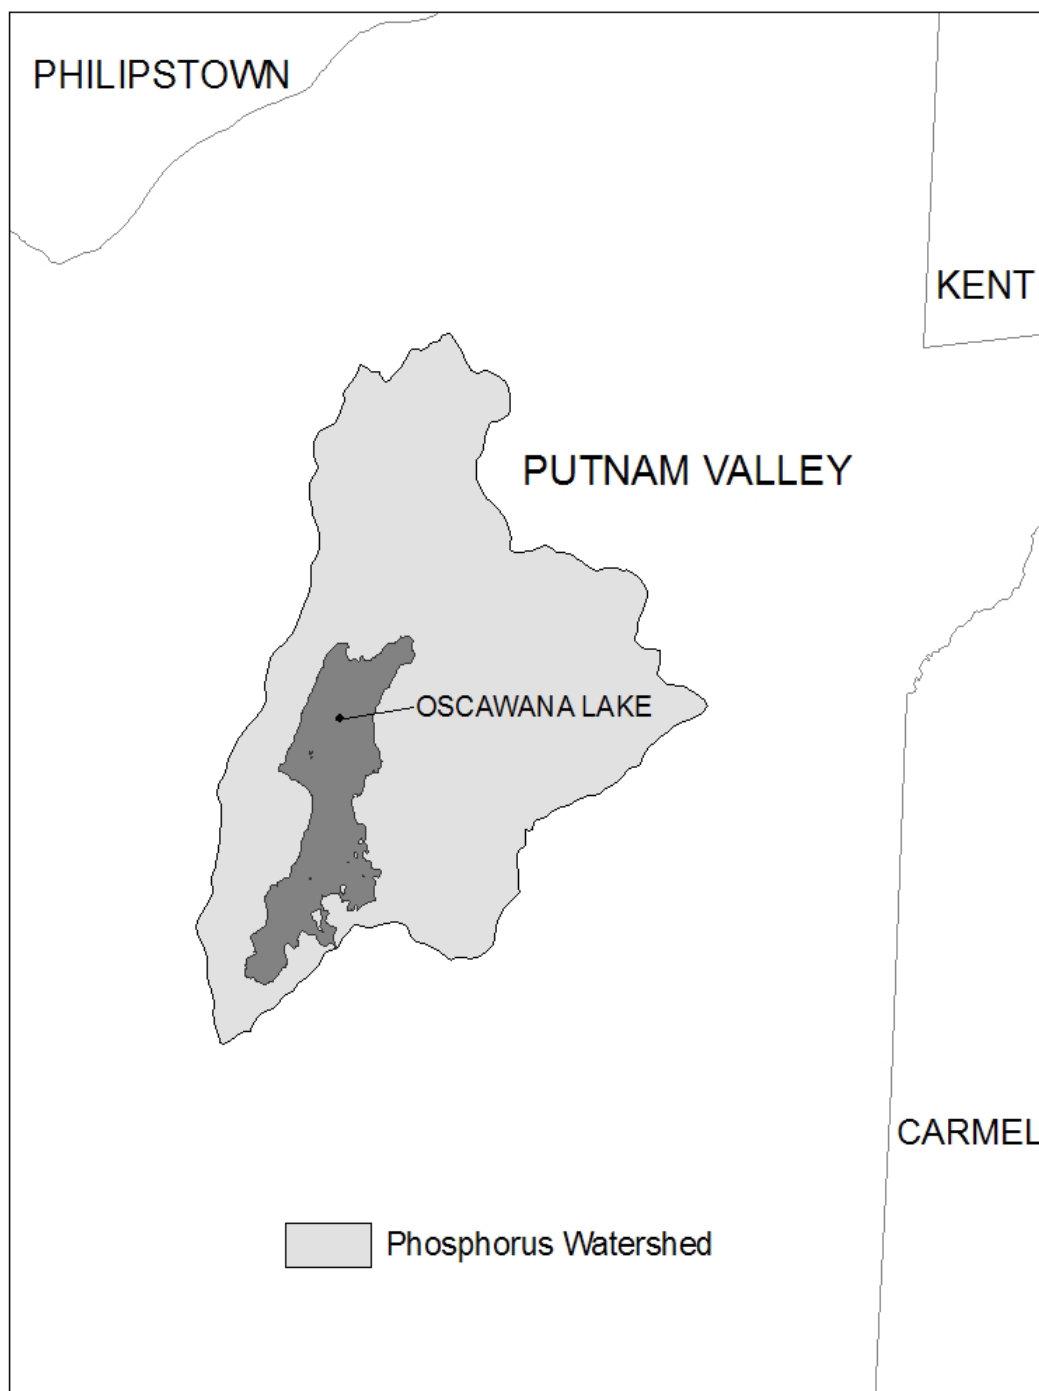 PHILIPSTOWN
KENT
PUTNAM VALLEY
OSCAWANA LAKE
CARMEL
Phosphorus Watershed